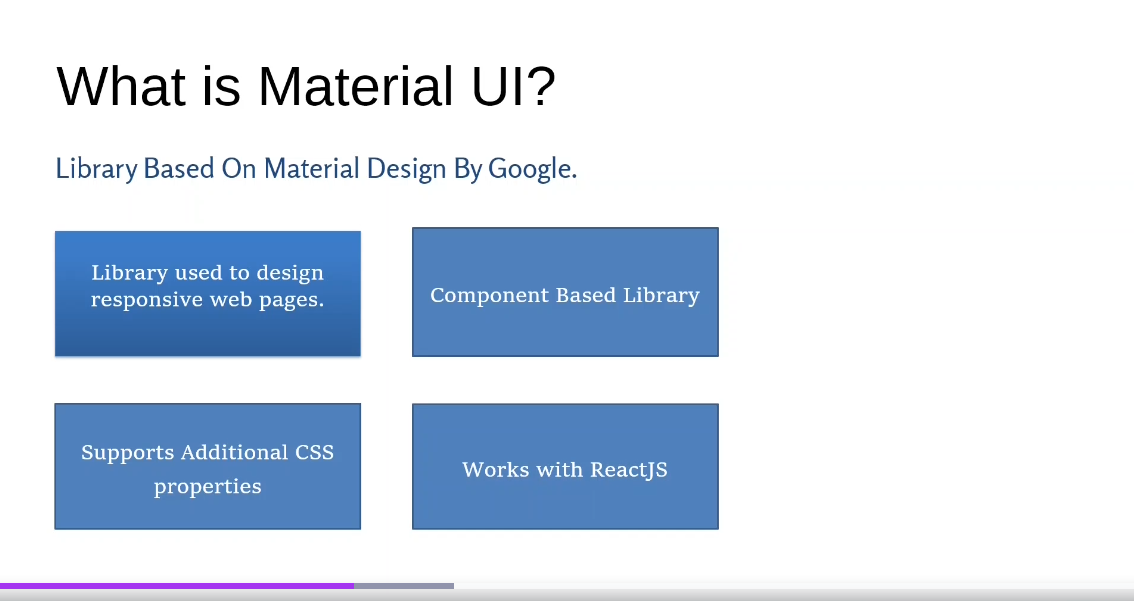 What is Material UI?
Library Based On Material Design By Google.
Library used to design
responsive web pages.
Component Based Library
Supports Additional CSS
properties
Works with ReactJS